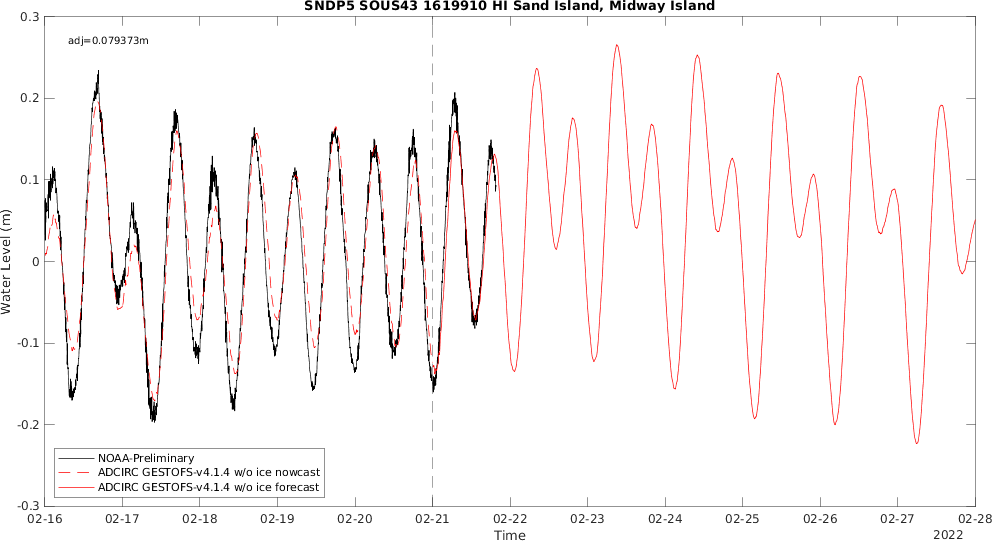 SNDP5 SOUS43 1619910 HI Sand Island, Midway Island
adj=0.079373m
0.3
0.2
0.1
0
-0.1
-0.2
-0.3
Water Level (m)
NOAA-Preliminary
ADCIRC GESTOFS-v4.1.4 w/o ice nowcast
ADCIRC GESTOFS-v4.1.4 w/o ice forecast
02-16 02-17 02-18 02-19 02-20 02-21 02-22 02-23 02-24 02-25 02-26 02-27 02-28
Time
2022